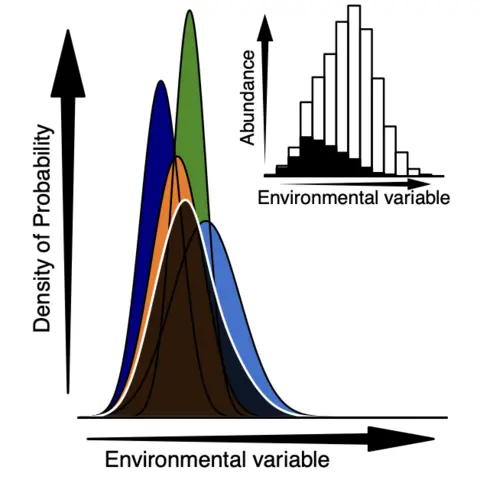 Density of Probability
Environmental variable
Abundance
Environmental variable